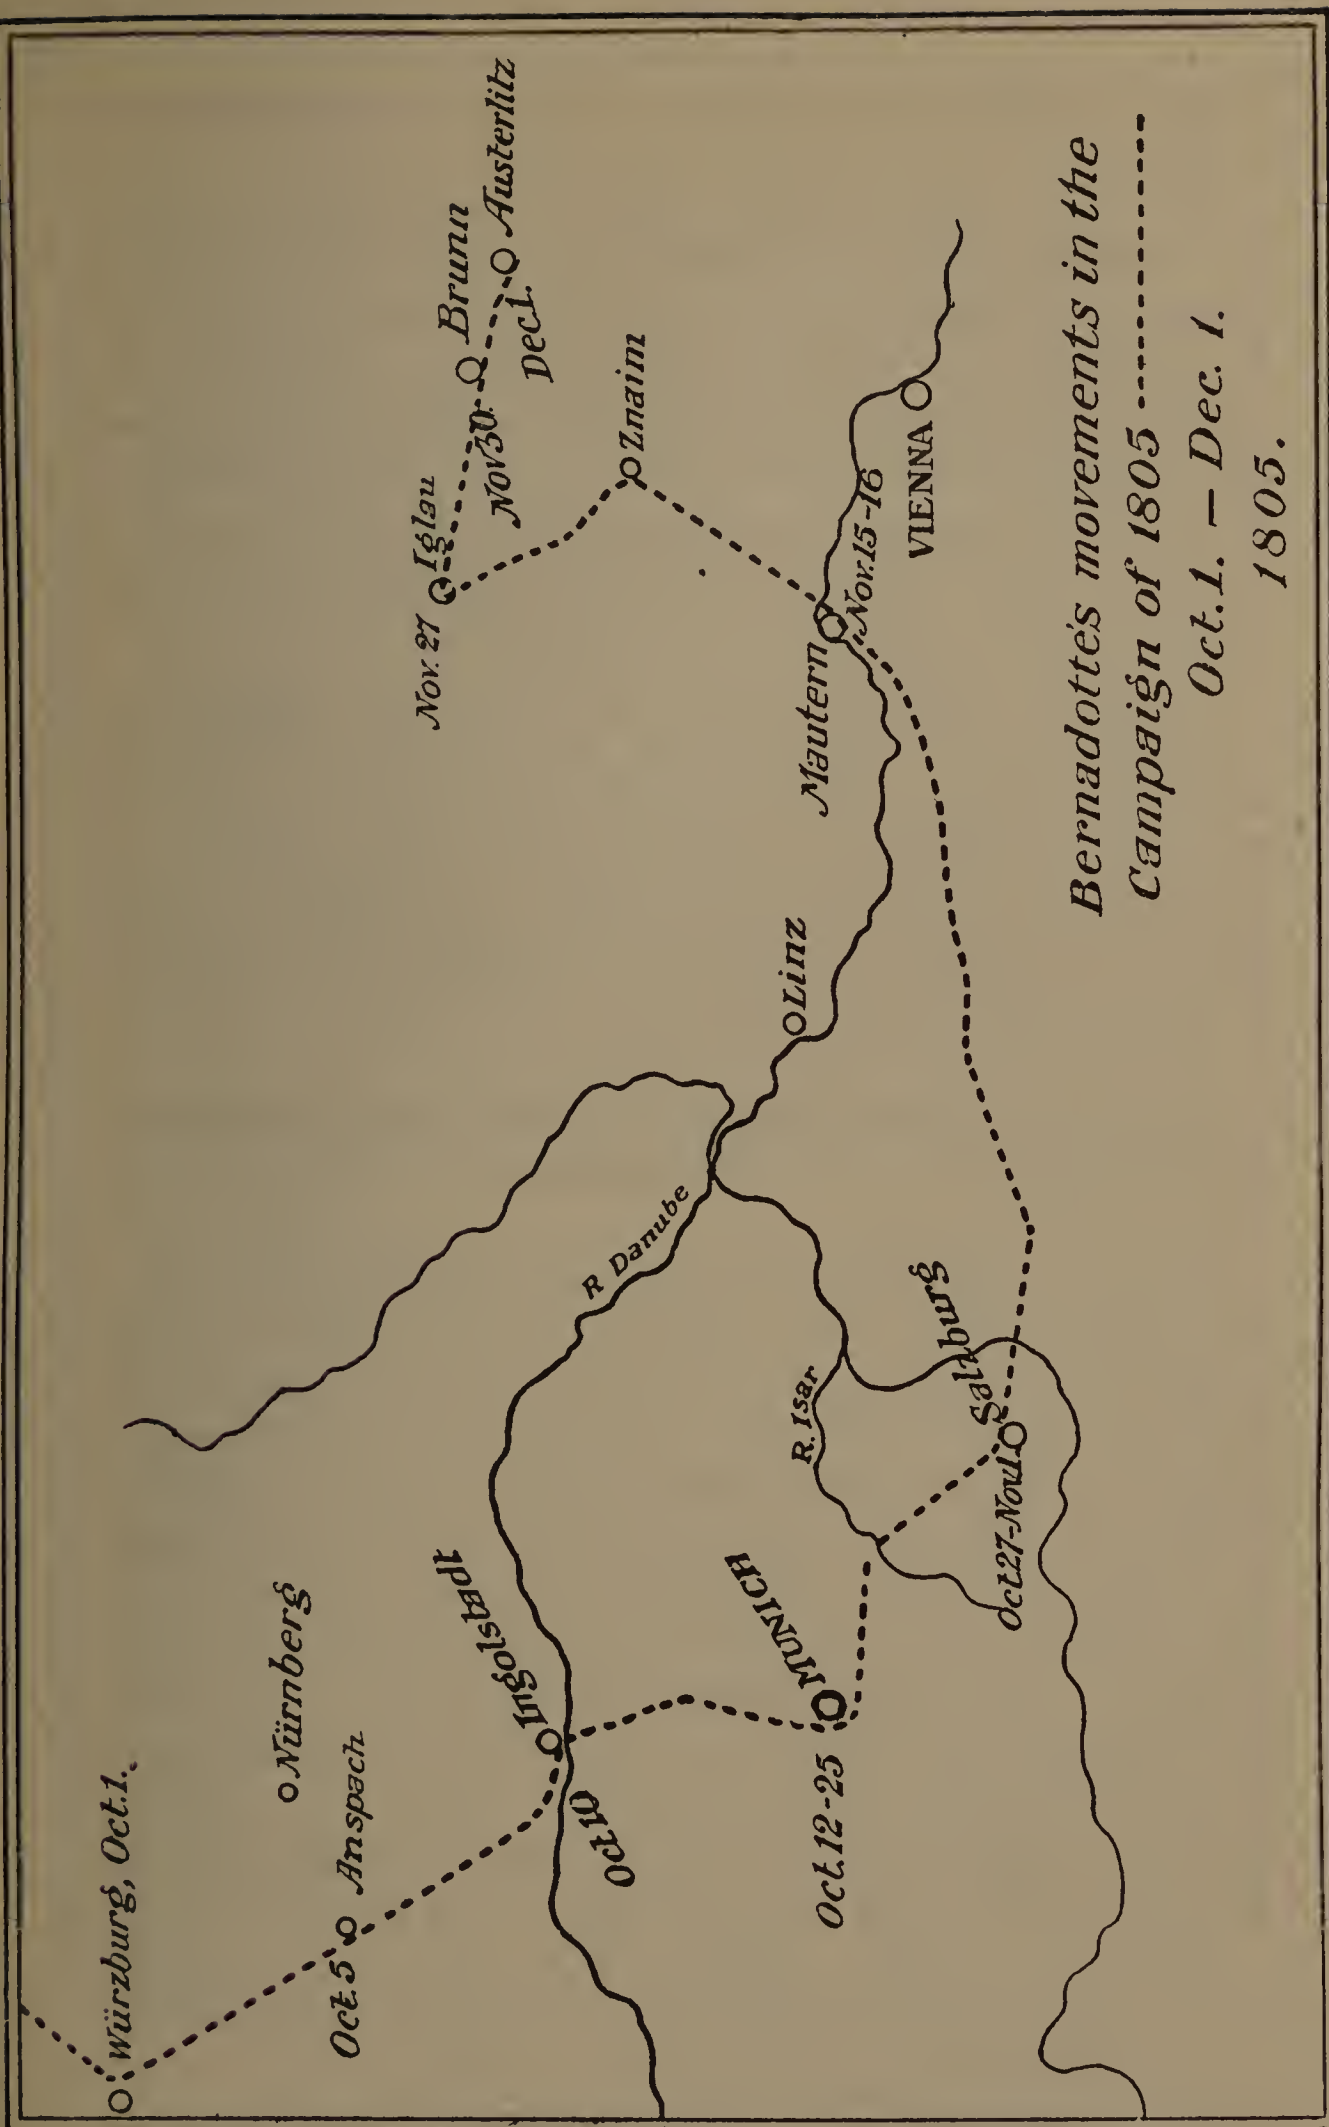 Würzburg, Oct. 1.
Nürnberg
Oct. 5 Anspach
Ingolstadt
Oct. 10
MUNICH
Oct. 12-25
R Danube
R. Isar
Salzburg
Oct 27-Nov 1
Linz
Mautern
Nov. 15-16
VIENNA
Znaim
Nov. 27 Iglau
Nov 30. Brunn
Dec. 1. Austerlitz
Bernadotte's movements in the
Campaign of 1805
Oct. 1. – Dec. 1.
1805.